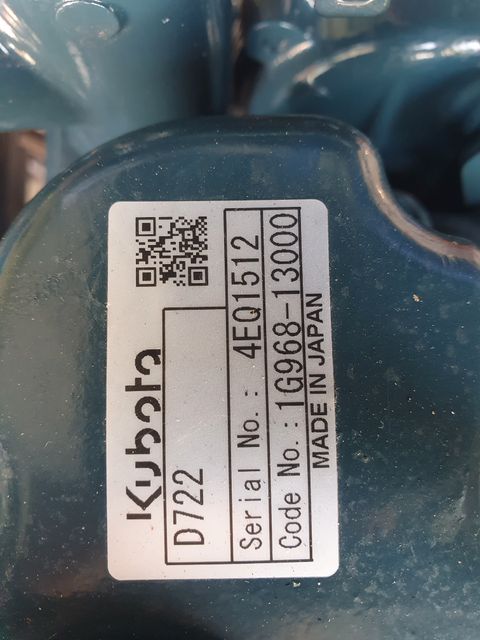 Kubota
D722
Serial No.: 4EQ1512
Code No.: 1G968-13000
MADE IN JAPAN